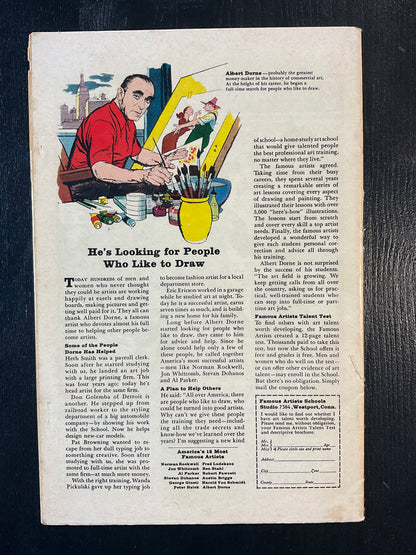 Albert Dorne—probably the greatest
money-maker in the history of commercial art.
At the height of his career, he began a
full-time search for people who like to draw.
He's Looking for People
Who Like to Draw
TODAY HUNDREDS OF men and
women who never thought
they could be artists are working
happily at easels and drawing
boards, making pictures and get-
ting well paid for it. They all can
thank Albert Dorne, a famous
artist who devotes almost his full
time to helping other people be-
come artists.
Some of the People
Dorne Has Helped
Herb Smith was a payroll clerk.
Soon after he started studying
with us, he landed an art job
with a large printing firm. This
was four years ago; today he's
head artist for the same firm.
Don Golemba of Detroit is
another. He stepped up from
railroad worker to the styling
department of a big automobile
company—by showing his work
with the School. Now he helps
design new-car models.
Pat Browning wanted to es-
cape from her dull typing job to
something creative. Soon after
studying with us, she was pro-
moted to full-time artist with the
same firm—at much more money.
With the right training, Wanda
Pickulski gave up her typing job
to become fashion artist for a local
department store.
Eric Ericson worked in a garage
while he studied art at night. To-
day he is a successful artist, earns
seven times as much, and is build-
ing a new home for his family.
Long before Albert Dorne
started looking for people who
like to draw, they came to him
for advice and help. Since he
alone could help only a few of
these people, he called together
America's most successful artists
—men like Norman Rockwell,
Jon Whitcomb, Stevan Dohanos
and Al Parker.
A Plan to Help Others
He said: "All over America, there
are people who like to draw, who
could be turned into good artists.
Why can't we give these people
the training they need—includ-
ing all the trade secrets and
know-how we've learned over the
years? I'm suggesting a new kind
America's 12 Most
Famous Artists
Norman Rockwell Fred Ludekens
Jon Whitcomb Ben Stahl
Al Parker Robert Fawcett
Stevan Dohanos Austin Briggs
George Giusti Harold Von Schmidt
Peter Helck Albert Dorne
of school—a home-study art school
that would give talented people
the best professional art training,
no matter where they live."
The famous artists agreed.
Taking time from their busy
careers, they spent several years
creating a remarkable series of
art lessons covering every aspect
of drawing and painting. They
illustrated their lessons with over
5,000 "here's-how" illustrations.
The lessons start from scratch
and cover every skill a top artist
needs. Finally, the famous artists
developed a wonderful way to
give each student personal cor-
rection and advice all through
his training.
Albert Dorne is not surprised
by the success of his students.
"The art field is growing. We
keep getting calls from all over
the country, asking us for prac-
tical, well-trained students who
can step into full-time or part-
time art jobs."
Famous Artists Talent Test
To find others with art talent
worth developing, the Famous
Artists created a 12-page talent
test. Thousands paid to take this
test, but now the School offers it
free and grades it free. Men and
women who do well on the test—
or can offer other evidence of art
talent—may enroll in the School.
But there's no obligation. Simply
mail the coupon below.
Famous Artists Schools
Studio 7384, Westport, Conn.
I would like to find out whether I
have art talent worth developing.
Please send me, without obligation,
your Famous Artists Talent Test
and descriptive brochure.
Mr.
Mrs. Age
Miss Please circle one and print name
Address
City Zone
County State